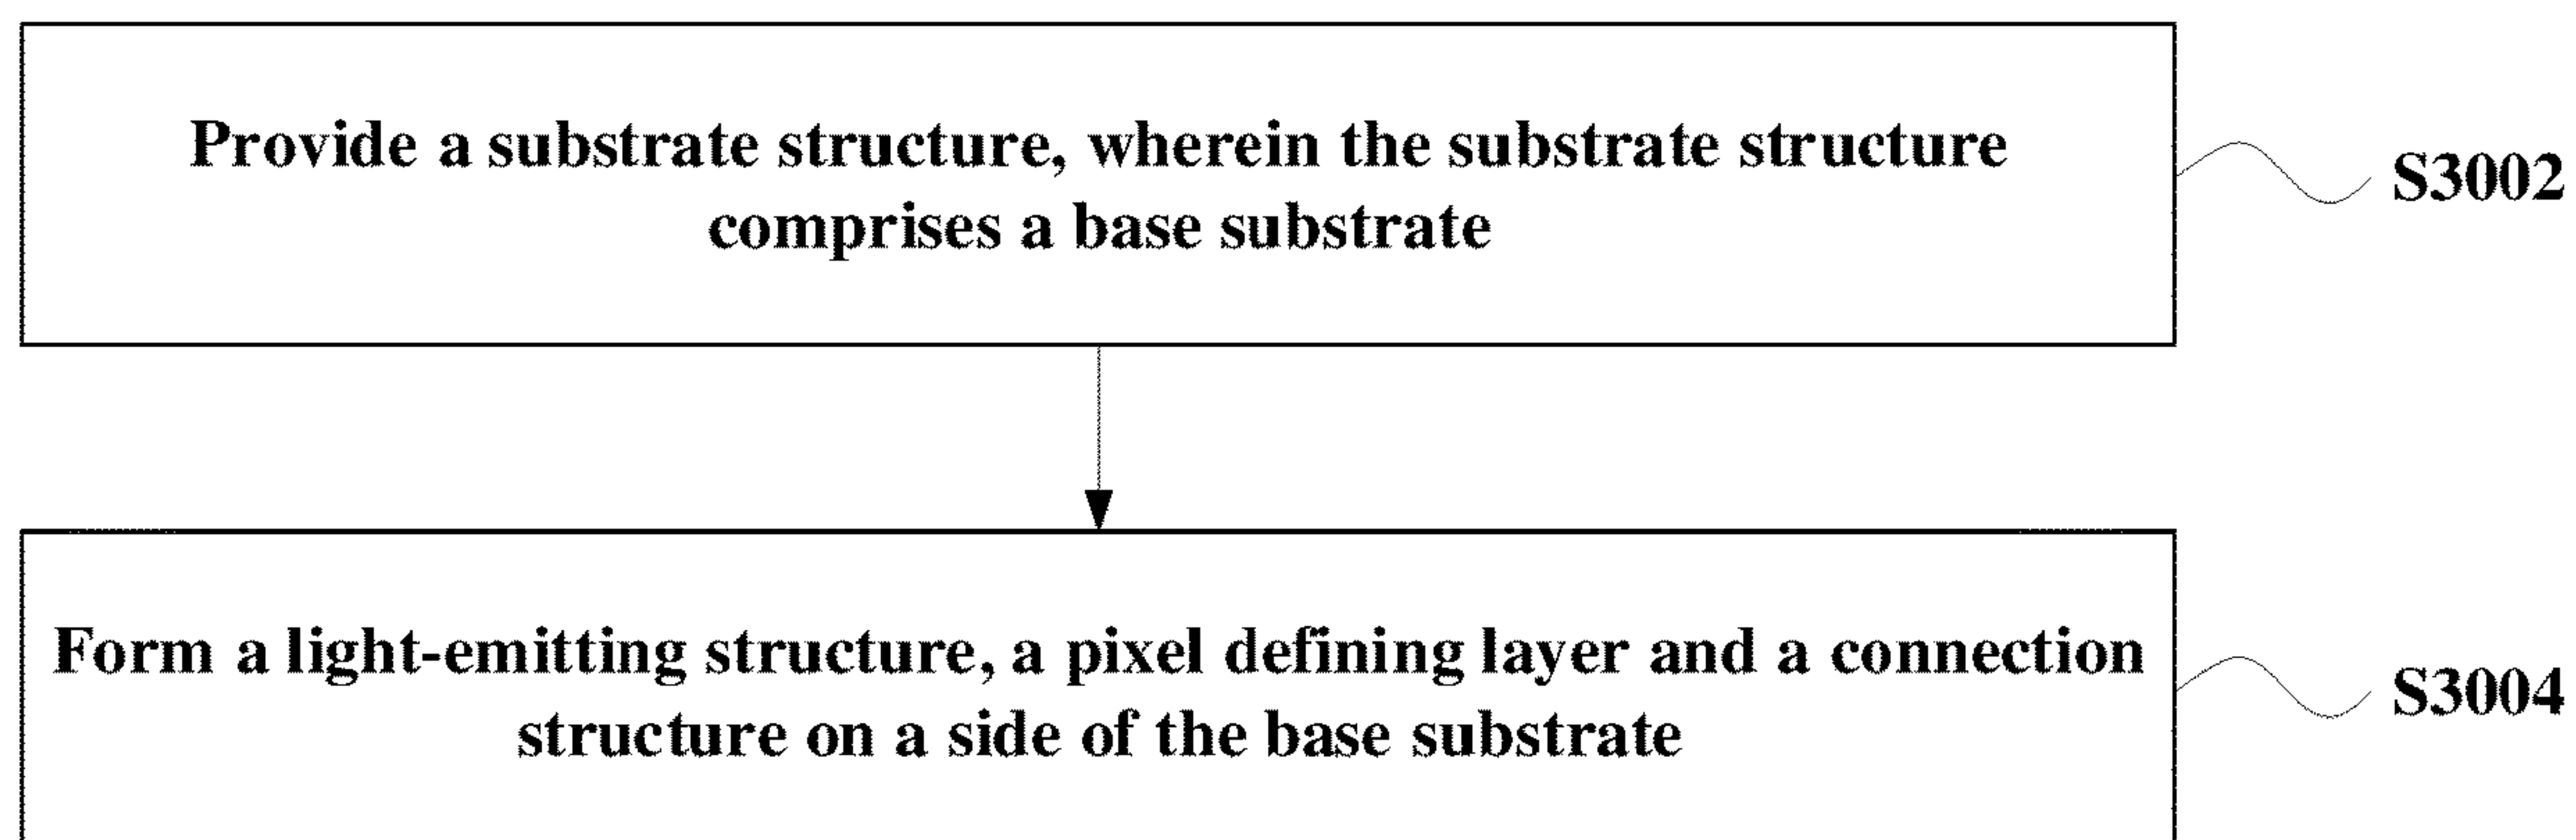 Provide a substrate structure, wherein the substrate structure
comprises a base substrate
S3002
Form a light-emitting structure, a pixel defining layer and a connection
structure on a side of the base substrate
S3004